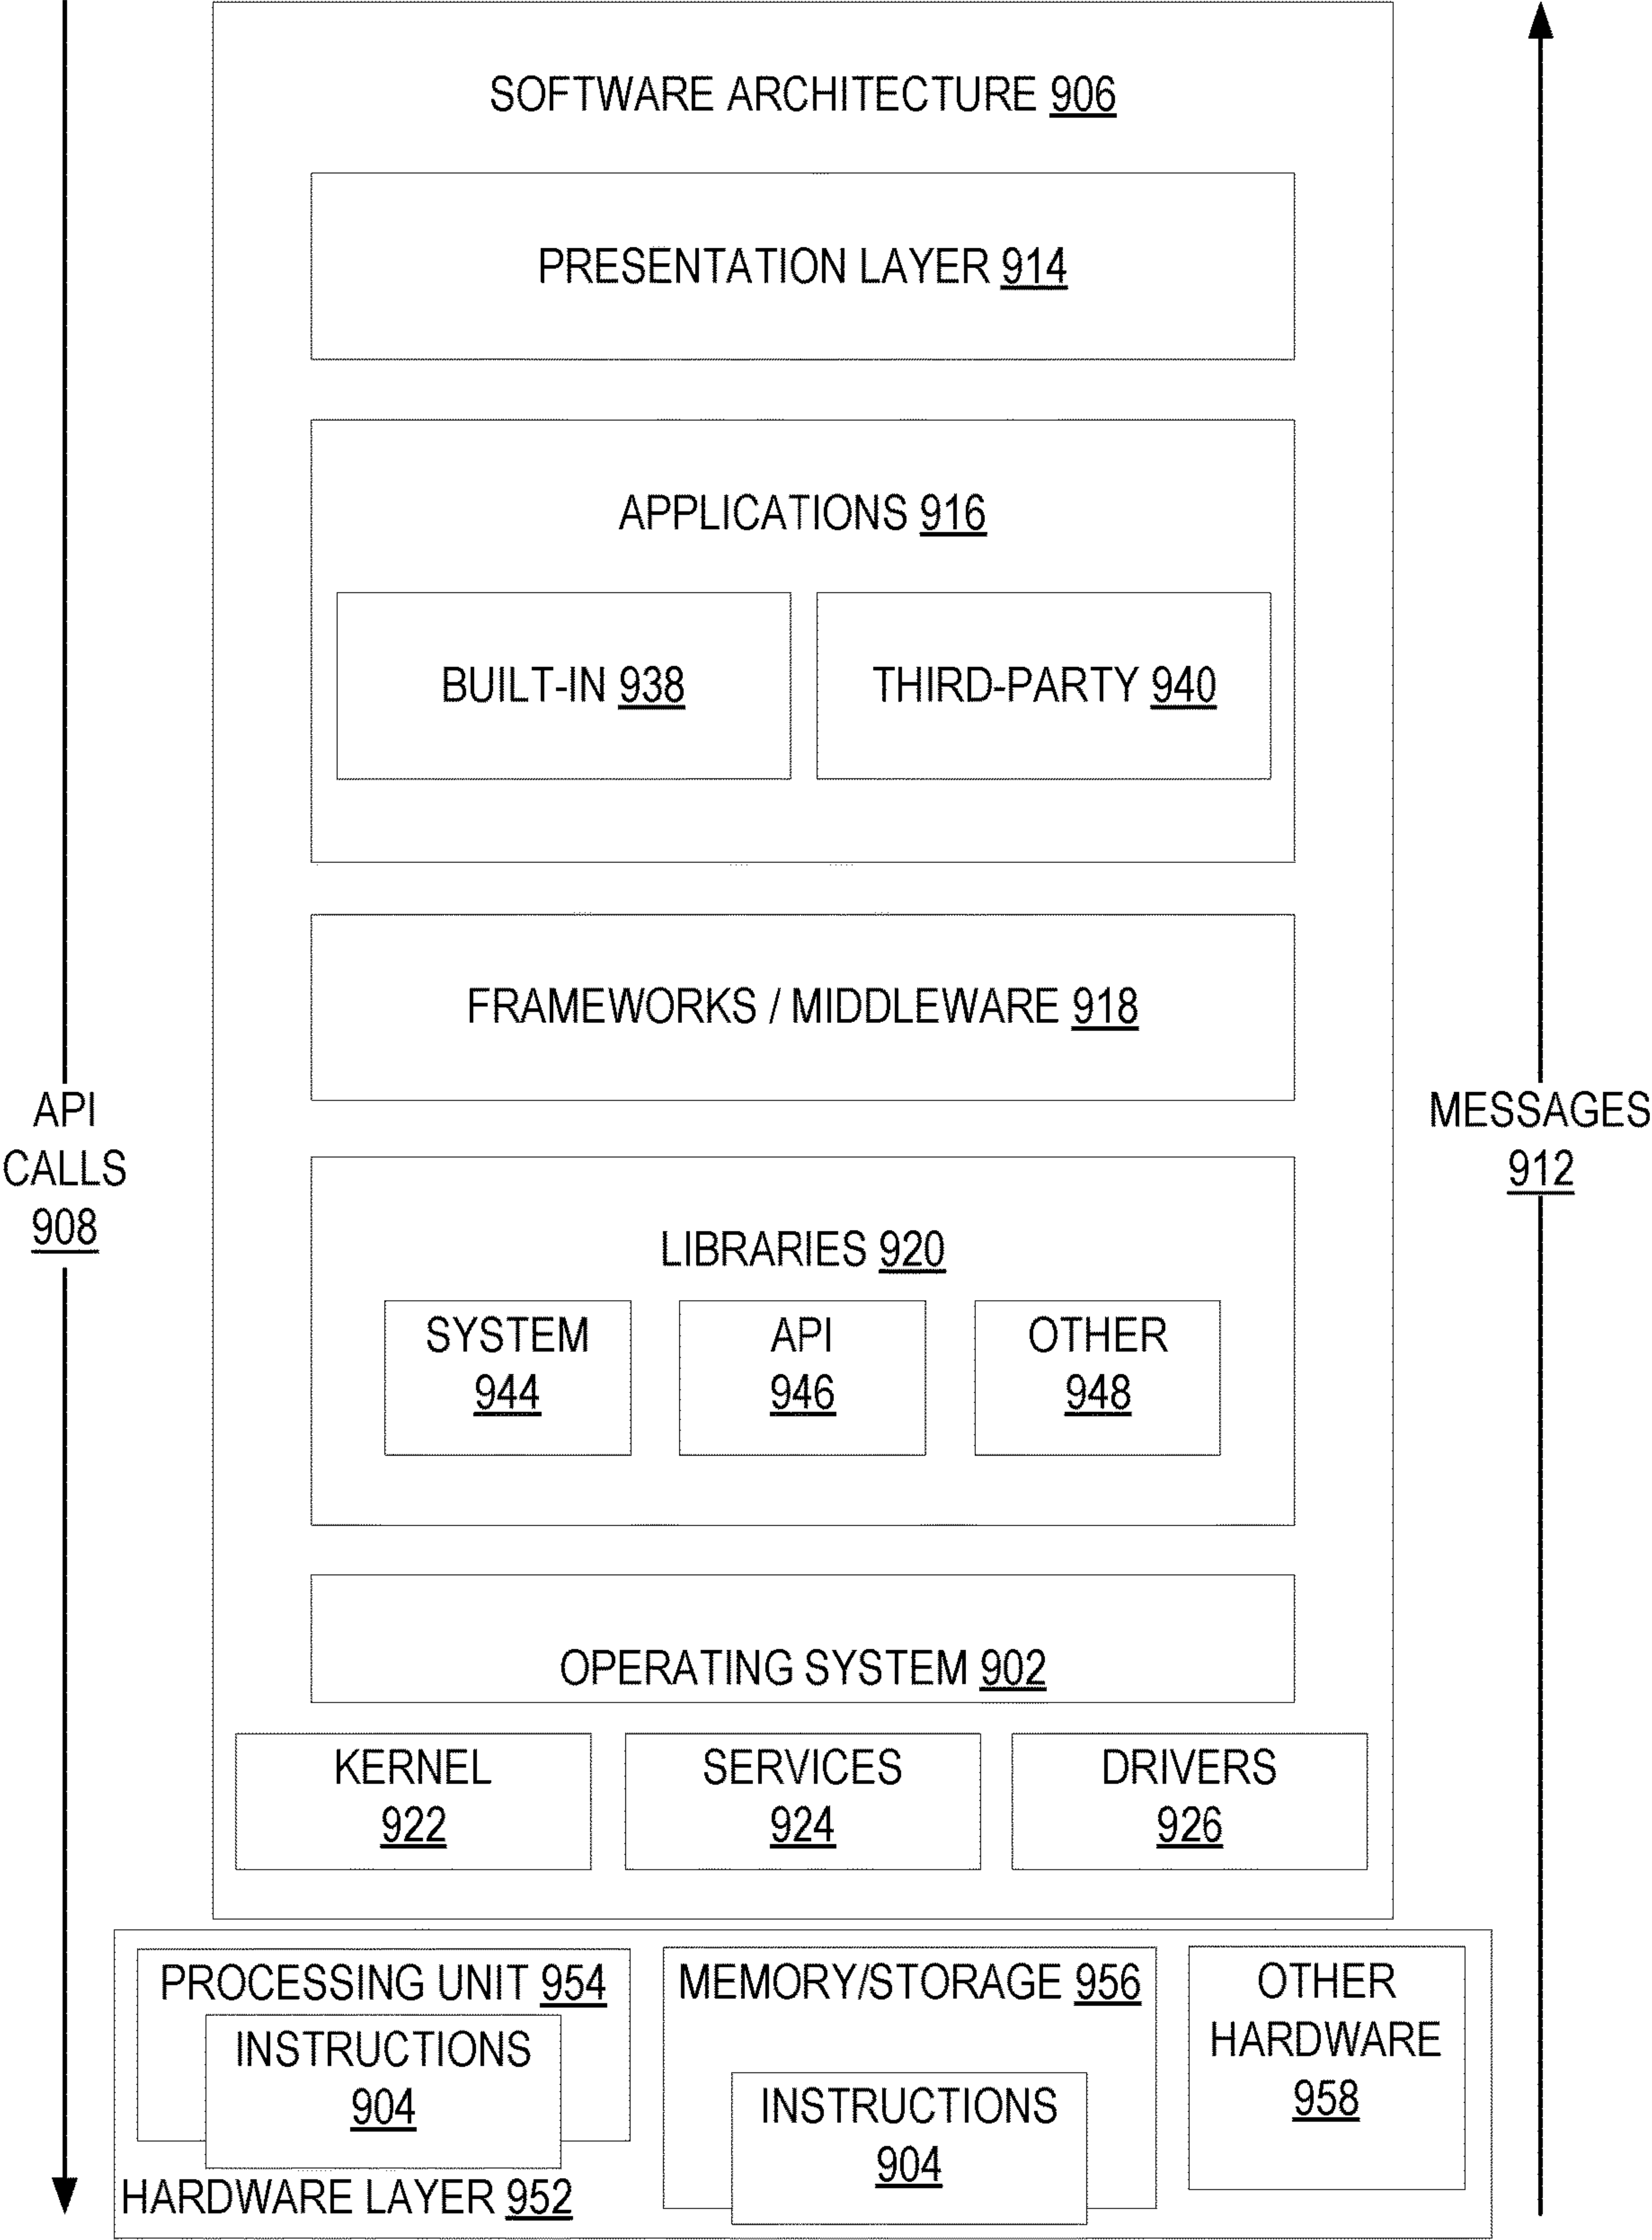 SOFTWARE ARCHITECTURE 906
PRESENTATION LAYER 914
APPLICATIONS 916
BUILT-IN 938
THIRD-PARTY 940
FRAMEWORKS / MIDDLEWARE 918
API
CALLS
908
MESSAGES
912
LIBRARIES 920
SYSTEM
944
API
946
OTHER
948
OPERATING SYSTEM 902
KERNEL
922
SERVICES
924
DRIVERS
926
PROCESSING UNIT 954
INSTRUCTIONS
904
MEMORY/STORAGE 956
INSTRUCTIONS
904
OTHER
HARDWARE
958
HARDWARE LAYER 952